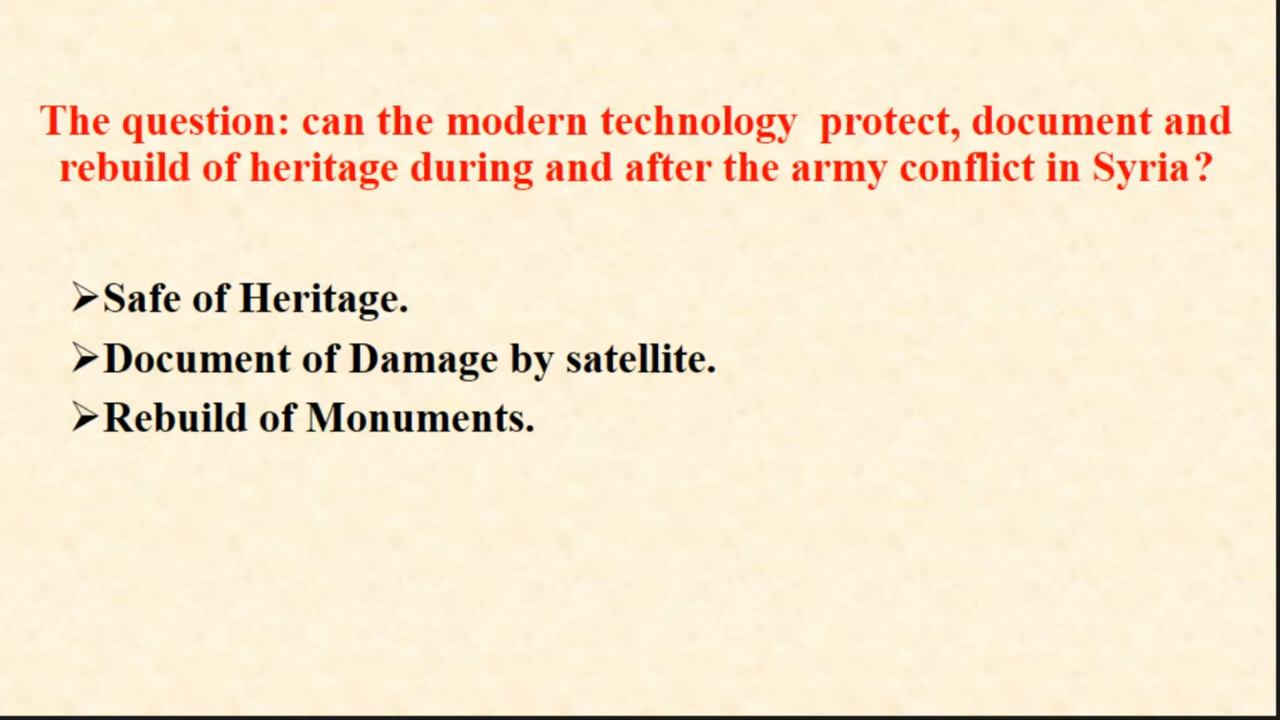 The question: can the modern technology protect, document and
rebuild of heritage during and after the army conflict in Syria?
➢Safe of Heritage.
➢Document of Damage by satellite.
➢Rebuild of Monuments.